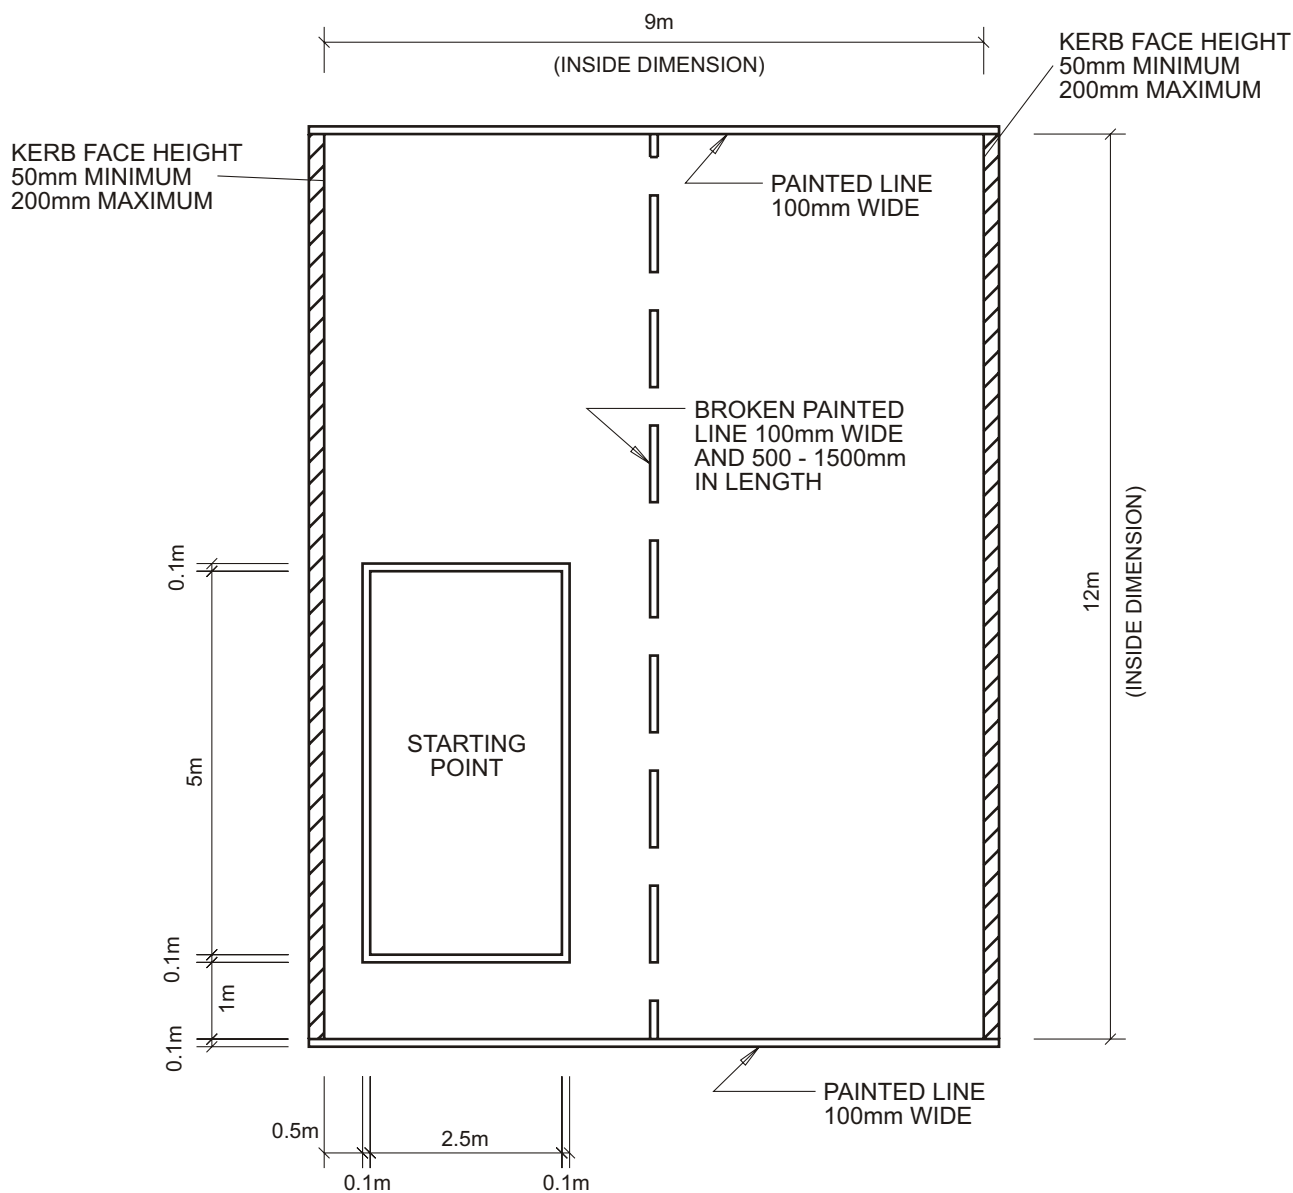 9m
(INSIDE DIMENSION)
KERB FACE HEIGHT
50mm MINIMUM
200mm MAXIMUM
KERB FACE HEIGHT
50mm MINIMUM
200mm MAXIMUM
PAINTED LINE
100mm WIDE
BROKEN PAINTED
LINE 100mm WIDE
AND 500 - 1500mm
IN LENGTH
12m
(INSIDE DIMENSION)
0.1m
5m
0.1m
1m
0.1m
STARTING
POINT
PAINTED LINE
100mm WIDE
0.5m
2.5m
0.1m
0.1m